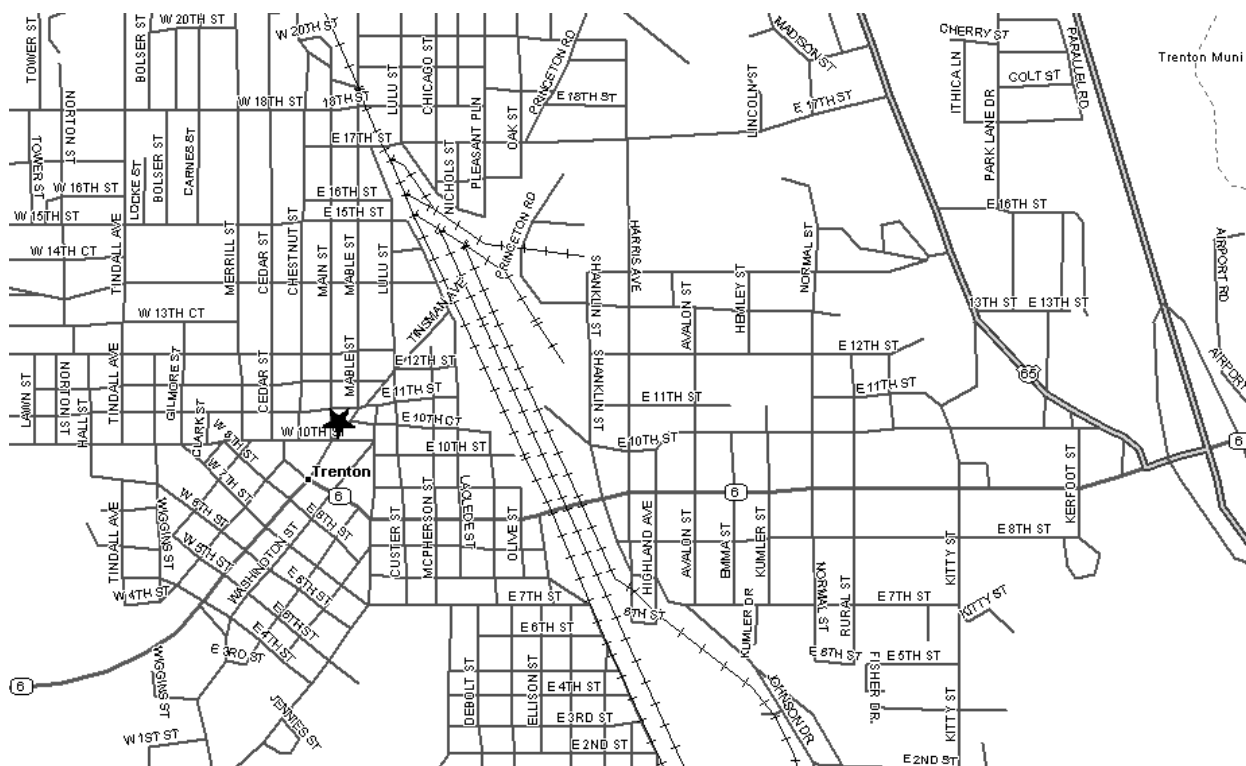 TOWER ST
BOLSER ST
W 20TH ST
W 20TH ST
LULU ST
CHICAGO ST
PRINCETON RD
MADISON ST
CHERRY ST
PARALLEL RD
Trenton Muni
ITHICA LN
COLT ST
NORTON ST
W 18TH ST
18TH ST
E 18TH ST
PLEASANT PLN
OAK ST
LINCOLN ST
E 17TH ST
PARK LANE DR
E 17TH ST
TOWER ST
LOCKE ST
BOLSER ST
CARNES ST
NICHOLS ST
W 16TH ST
E 16TH ST
W 15TH ST
E 15TH ST
E 16TH ST
TINDALL AVE
MERRILL ST
CEDAR ST
CHESTNUT ST
MAIN ST
MABLE ST
LULU ST
PRINCETON RD
HARRIS AVE
NORMAL ST
AIRPORT RD
W 14TH CT
SHANKLIN ST
HEMLEY ST
AVALON ST
TINSMAN AVE
13TH ST
E 13TH ST
W 13TH CT
LAWN ST
NORTON ST
HALL ST
TINDALL AVE
GILMORE ST
CLARK ST
CEDAR ST
MABLE ST
E 12TH ST
SHANKLIN ST
E 12TH ST
AIRPORT
65
E 11TH ST
E 11TH ST
E 11TH ST
E 10TH CT
W 10TH ST
E 10TH ST
E 10TH ST
6
W 8TH ST
W 7TH ST
Trenton
6
6
W 6TH ST
E 8TH ST
LACLEDE ST
MCPHERSON ST
CUSTER ST
OLIVE ST
HIGHLAND AVE
AVALON ST
EMMA ST
KUMLER ST
KERFOOT ST
TINDALL AVE
WIGGINS ST
W 5TH ST
WASHINGTON ST
E 8TH ST
KITTY ST
W 4TH ST
E 6TH ST
E 7TH ST
6TH ST
KUMLER DR
NORMAL ST
RURAL ST
E 7TH ST
KITTY ST
E 5TH ST
E 4TH ST
E 3RD ST
E 6TH ST
E 6TH ST
E 5TH ST
6
WIGGINS ST
JENNIES ST
DEBOLT ST
ELLISON ST
E 4TH ST
E 3RD ST
JOHNSON DR
FISHER DR.
KITTY ST
W 1ST ST
E 2ND ST
E 2ND ST